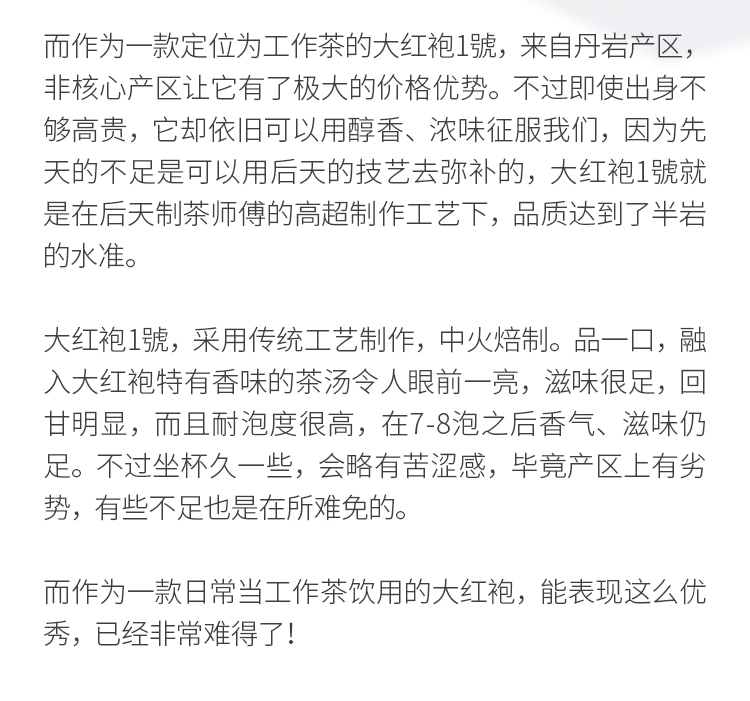 而作为一款定位为工作茶的大红袍1號，来自丹岩产区，
非核心产区让它有了极大的价格优势。不过即使出身不
够高贵，它却依旧可以用醇香、浓味征服我们，因为先
天的不足是可以用后天的技艺去弥补的，大红袍1號就
是在后天制茶师傅的高超制作工艺下，品质达到了半岩
的水准。
大红袍1號，采用传统工艺制作，中火焙制。品一口，融
入大红袍特有香味的茶汤令人眼前一亮，滋味很足，回
甘明显，而且耐泡度很高，在7-8泡之后香气、滋味仍
足。不过坐杯久一些，会略有苦涩感，毕竟产区上有劣
势，有些不足也是在所难免的。
而作为一款日常当工作茶饮用的大红袍，能表现这么优
秀，已经非常难得了！